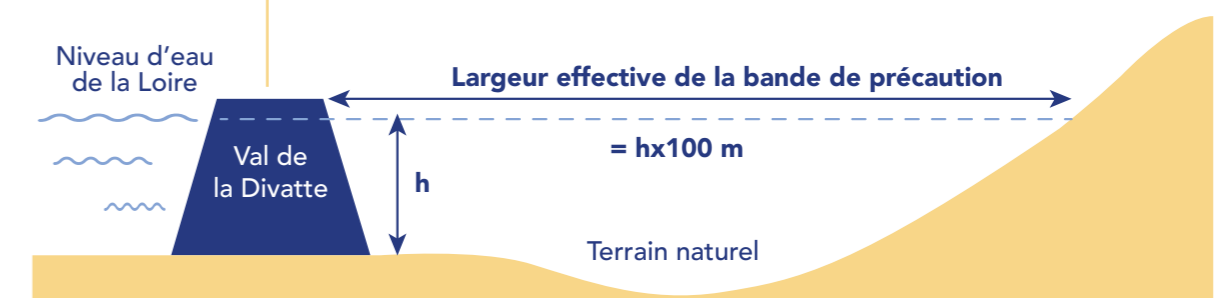 Niveau d'eau
de la Loire
Largeur effective de la bande de précaution
= hx100 m
Val de
la Divatte
h
Terrain naturel